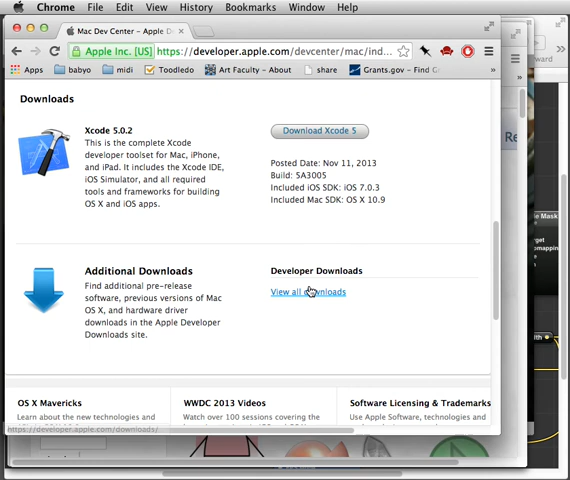 Chrome File Edit View History Bookmarks Window
Mac Dev Center – Apple D
Apple Inc. [US] https://developer.apple.com/devcenter/mac/ind…
Apps babyo midi Toodledo Art Faculty – About share Grants.gov – Find G
Downloads
Xcode 5.0.2
This is the complete Xcode
developer toolset for Mac, iPhone,
and iPad. It includes the Xcode IDE,
iOS Simulator, and all required
tools and frameworks for building
OS X and iOS apps.
Download Xcode 5
Posted Date: Nov 11, 2013
Build: 5A3005
Included iOS SDK: iOS 7.0.3
Included Mac SDK: OS X 10.9
Additional Downloads
Find additional pre-release
software, previous versions of Mac
OS X, and hardware driver
downloads in the Apple Developer
Downloads site.
Developer Downloads
View all downloads
OS X Mavericks
Learn about the new technologies and
WWDC 2013 Videos
Watch over 100 sessions covering the
Software Licensing & Trademarks
Use Apple Software, technologies and
https://developer.apple.com/downloads/
Re
ward
Mask
rget
mapping
ith